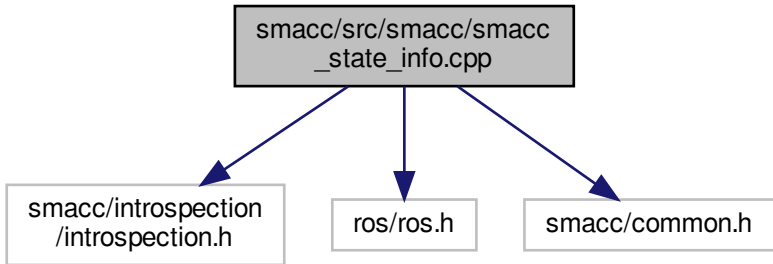 smacc/src/smacc/smacc
_state_info.cpp
smacc/introspection
/introspection.h
ros/ros.h
smacc/common.h